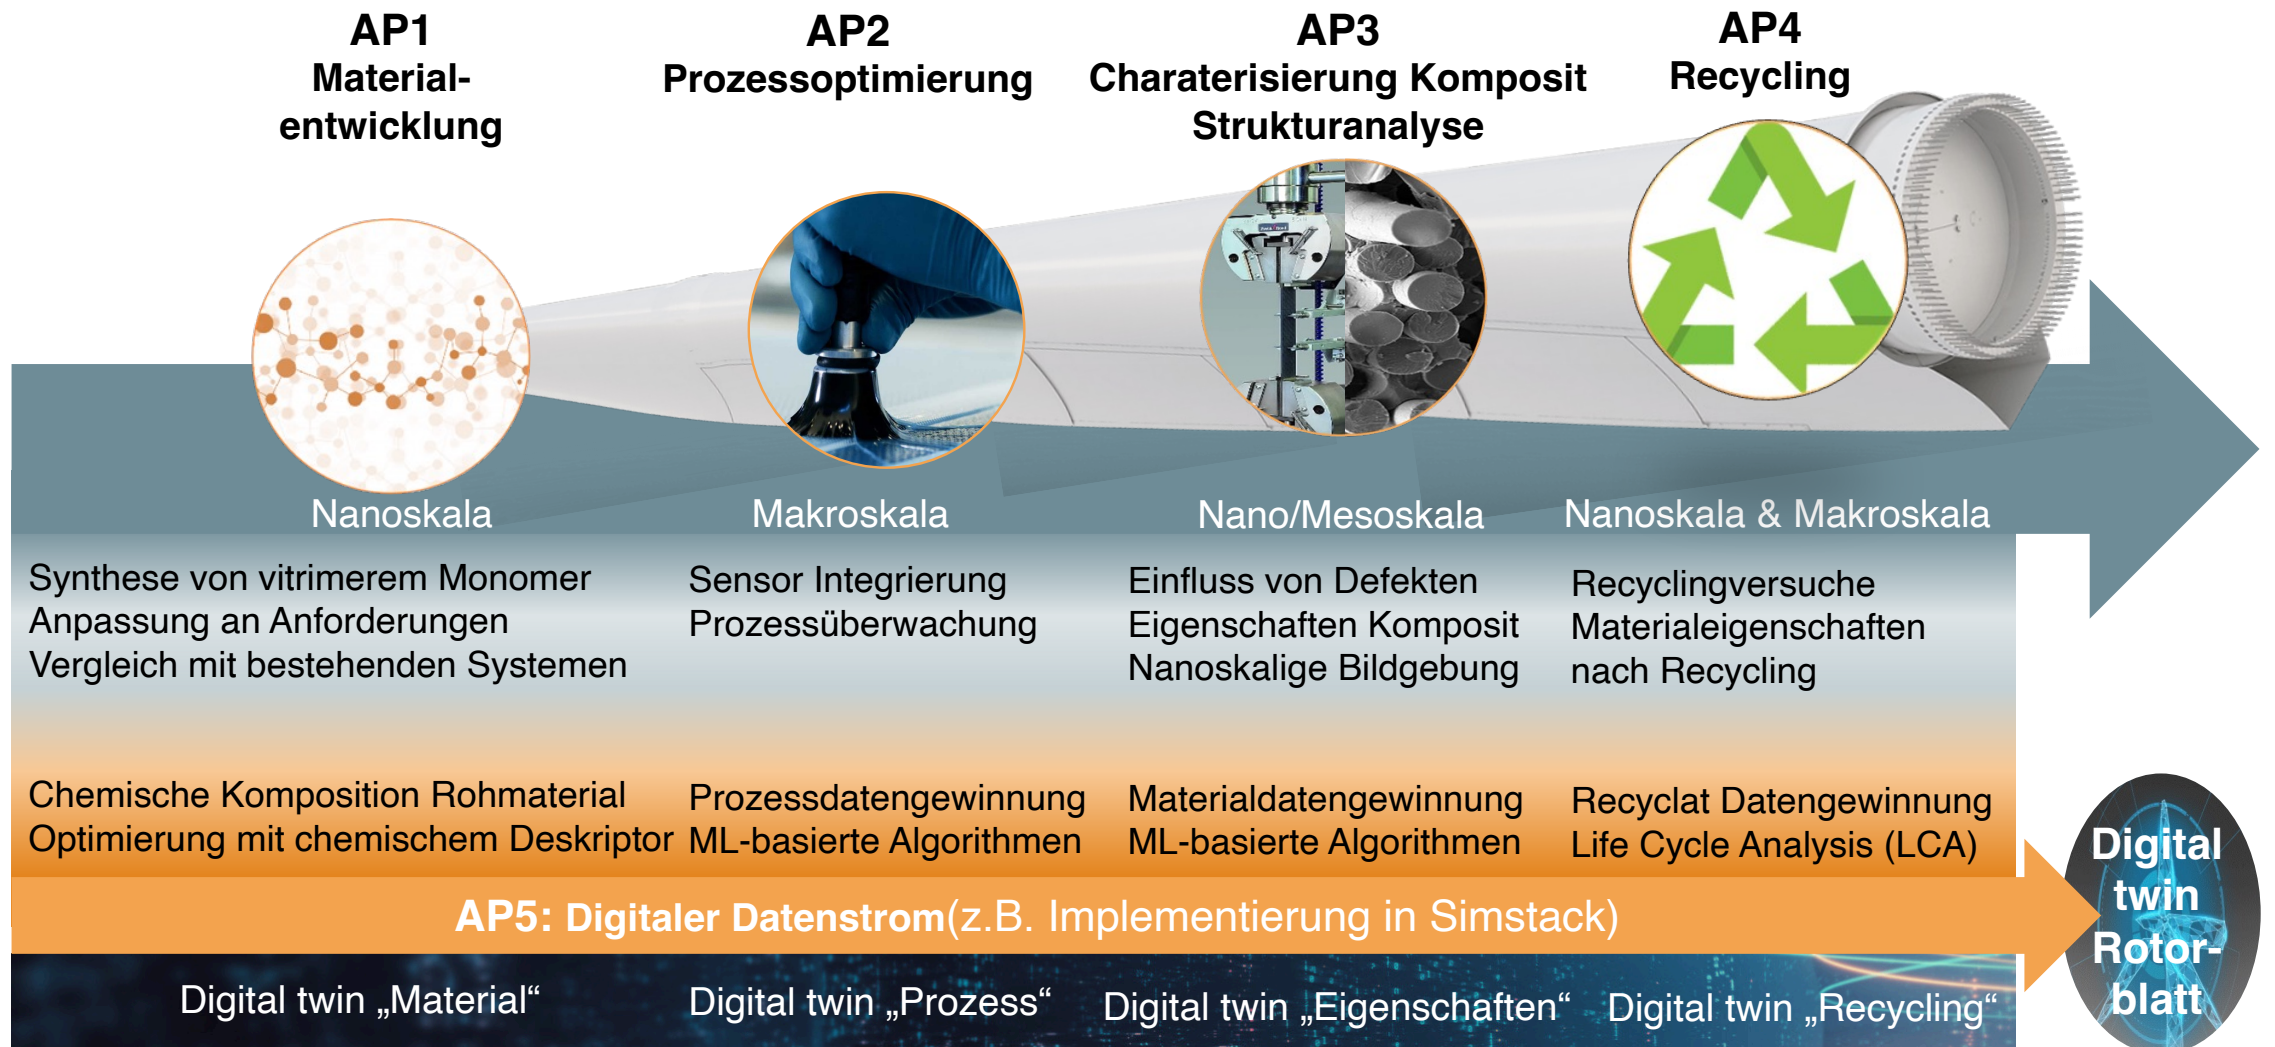 AP1
Material-
entwicklung
AP2
Prozessoptimierung
AP3
Charaterisierung Komposit
Strukturanalyse
AP4
Recycling
Nanoskala
Makroskala
Nano/Mesoskala
Nanoskala & Makroskala
Synthese von vitrimerem Monomer
Anpassung an Anforderungen
Vergleich mit bestehenden Systemen
Sensor Integrierung
Prozessüberwachung
Einfluss von Defekten
Eigenschaften Komposit
Nanoskalige Bildgebung
Recyclingversuche
Materialeigenschaften
nach Recycling
Chemische Komposition Rohmaterial
Optimierung mit chemischem Deskriptor
Prozessdatengewinnung
ML-basierte Algorithmen
Materialdatengewinnung
ML-basierte Algorithmen
Recyclat Datengewinnung
Life Cycle Analysis (LCA)
AP5: Digitaler Datenstrom(z.B. Implementierung in Simstack)
Digital twin „Material“
Digital twin „Prozess“
Digital twin „Eigenschaften“
Digital twin „Recycling“
Digital
twin
Rotor-
blatt